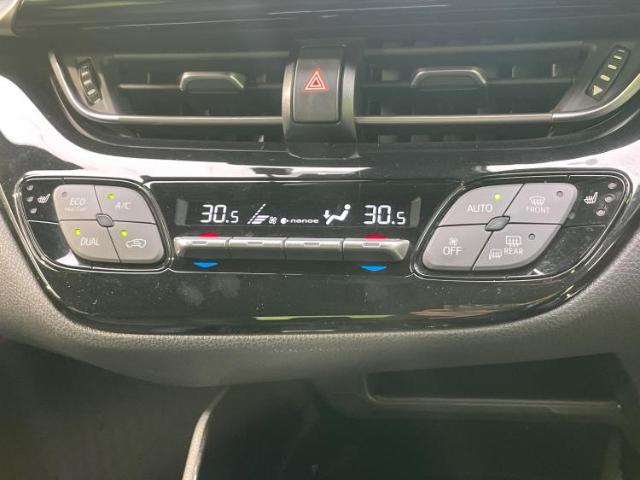 ECO
A/C
DUAL
30.5
nanoe
30.5
AUTO
FRONT
OFF
REAR